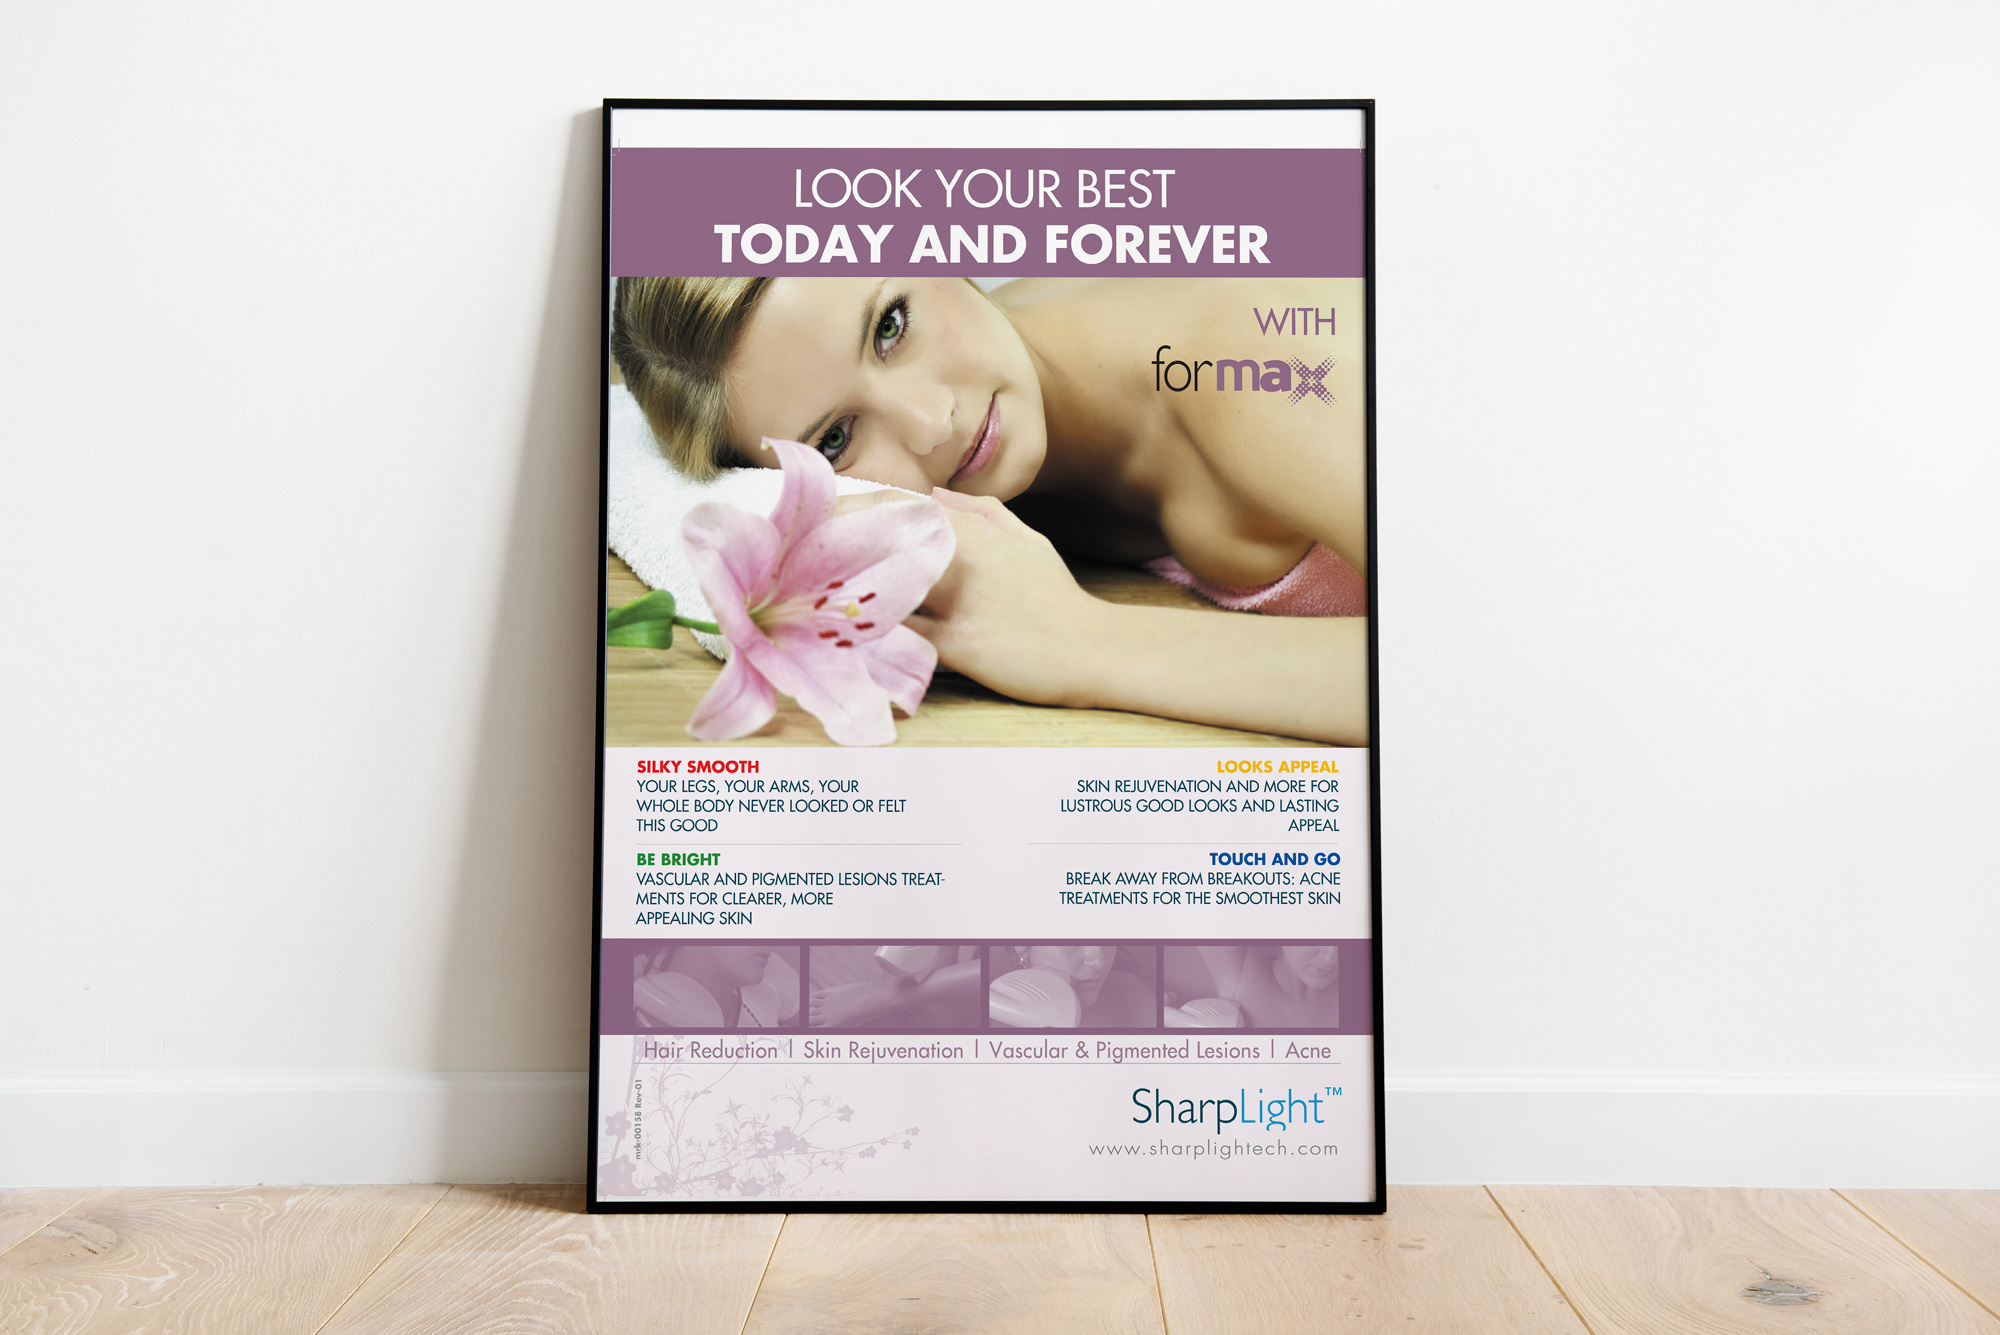 LOOK YOUR BEST
TODAY AND FOREVER
WITH
formax
SILKY SMOOTH
YOUR LEGS, YOUR ARMS, YOUR
WHOLE BODY NEVER LOOKED OR FELT
THIS GOOD
LOOKS APPEAL
SKIN REJUVENATION AND MORE FOR
LUSTROUS GOOD LOOKS AND LASTING
APPEAL
BE BRIGHT
VASCULAR AND PIGMENTED LESIONS TREAT-
MENTS FOR CLEARER, MORE
APPEALING SKIN
TOUCH AND GO
BREAK AWAY FROM BREAKOUTS: ACNE
TREATMENTS FOR THE SMOOTHEST SKIN
Hair Reduction | Skin Rejuvenation | Vascular & Pigmented Lesions | Acne
mrk-00158 Rev-01
SharpLight™
www.sharplightech.com